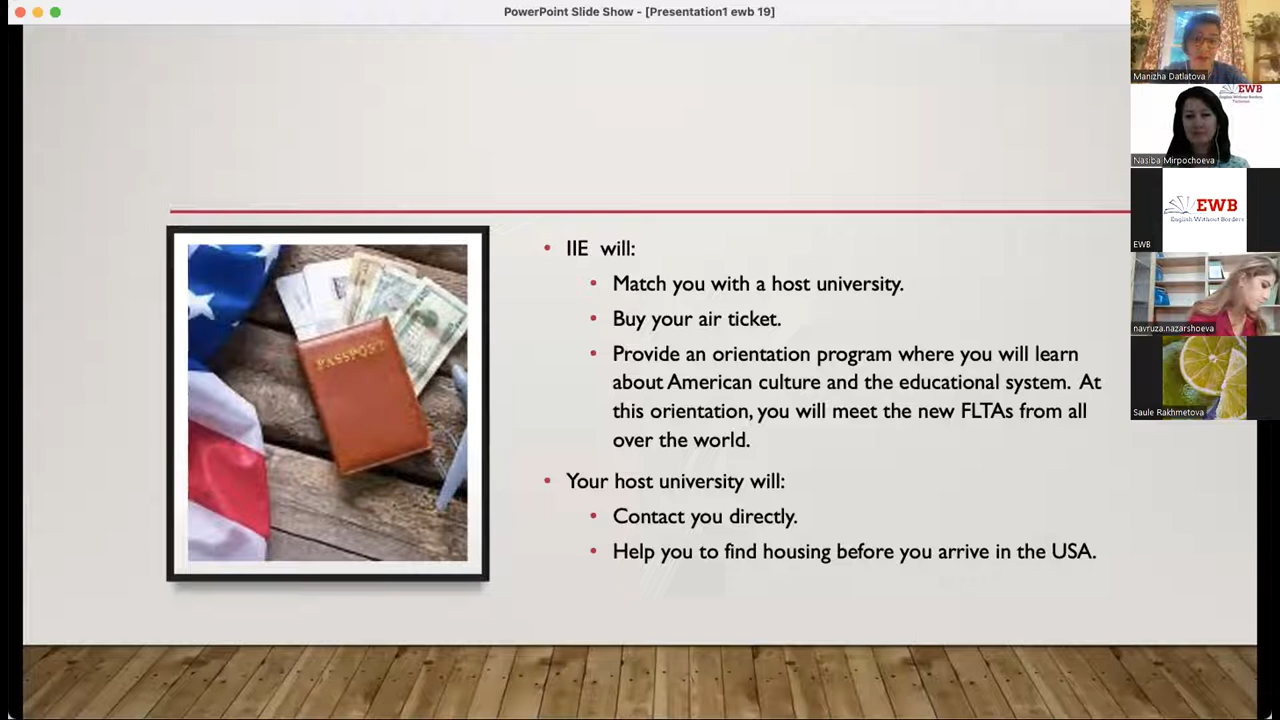 PowerPoint Slide Show - [Presentation1 ewb 19]
IIE will:
Match you with a host university.
Buy your air ticket.
Provide an orientation program where you will learn
about American culture and the educational system. At
this orientation, you will meet the new FLTAs from all
over the world.
Your host university will:
Contact you directly.
Help you to find housing before you arrive in the USA.
PASSPORT
Manizha Datlatova
EWB
English Without Borders
Nasiba Mirpochoeva
EWB
English Without Borders
EWB
navruza.nazarshoeva
Saule Rakhmetova